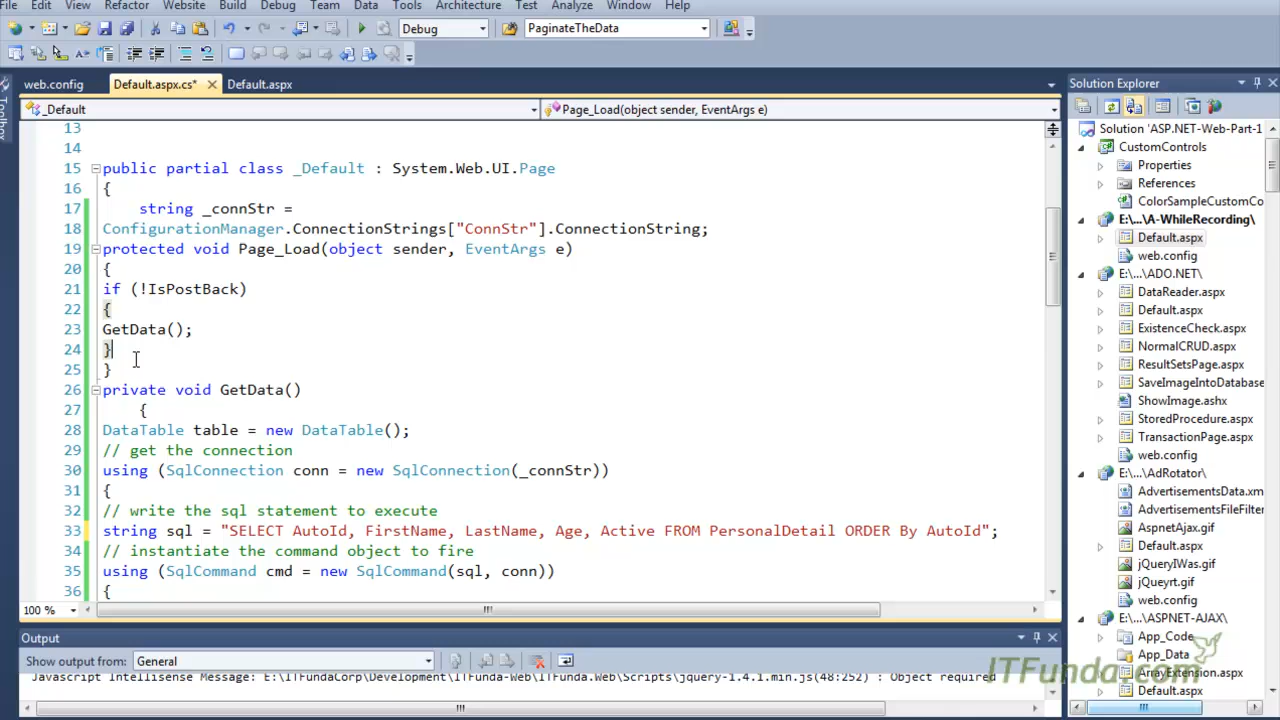 File Edit View Refactor Website Build Debug Team Data Tools Architecture Test Analyze Window Help
Debug PaginateTheData
web.config Default.aspx.cs* Default.aspx
_Default Page_Load(object sender, EventArgs e)
13
14
15 public partial class _Default : System.Web.UI.Page
16 {
17 string _connStr =
18 ConfigurationManager.ConnectionStrings["ConnStr"].ConnectionString;
19 protected void Page_Load(object sender, EventArgs e)
20 {
21 if (!IsPostBack)
22 {
23 GetData();
24 }
25 }
26 private void GetData()
27 {
28 DataTable table = new DataTable();
29 // get the connection
30 using (SqlConnection conn = new SqlConnection(_connStr))
31 {
32 // write the sql statement to execute
33 string sql = "SELECT AutoId, FirstName, LastName, Age, Active FROM PersonalDetail ORDER By AutoId";
34 // instantiate the command object to fire
35 using (SqlCommand cmd = new SqlCommand(sql, conn))
36 {
100 %
Output
Show output from: General
Javascript Intellisense Message: E:\ITFundaCorp\Development\ITFunda-Web\ITFunda.Web\Scripts\jquery-1.4.1.min.js(48:252) : Object required
Toolbox
Solution Explorer
Solution 'ASP.NET-Web-Part-1
CustomControls
Properties
References
ColorSampleCustomCo
E:\...\A-WhileRecording\
Default.aspx
web.config
E:\...\ADO.NET\
DataReader.aspx
Default.aspx
ExistenceCheck.aspx
NormalCRUD.aspx
ResultSetsPage.aspx
SaveImageIntoDatabase
ShowImage.ashx
StoredProcedure.aspx
TransactionPage.aspx
web.config
E:\...\AdRotator\
AdvertisementsData.xm
AdvertisementsFileFilter
AspnetAjax.gif
Default.aspx
jQueryIWas.gif
jQueryrt.gif
web.config
E:\...\ASPNET-AJAX\
App_Code
App_Data
ArrayExtension.aspx
Default.aspx
ITFunda.com